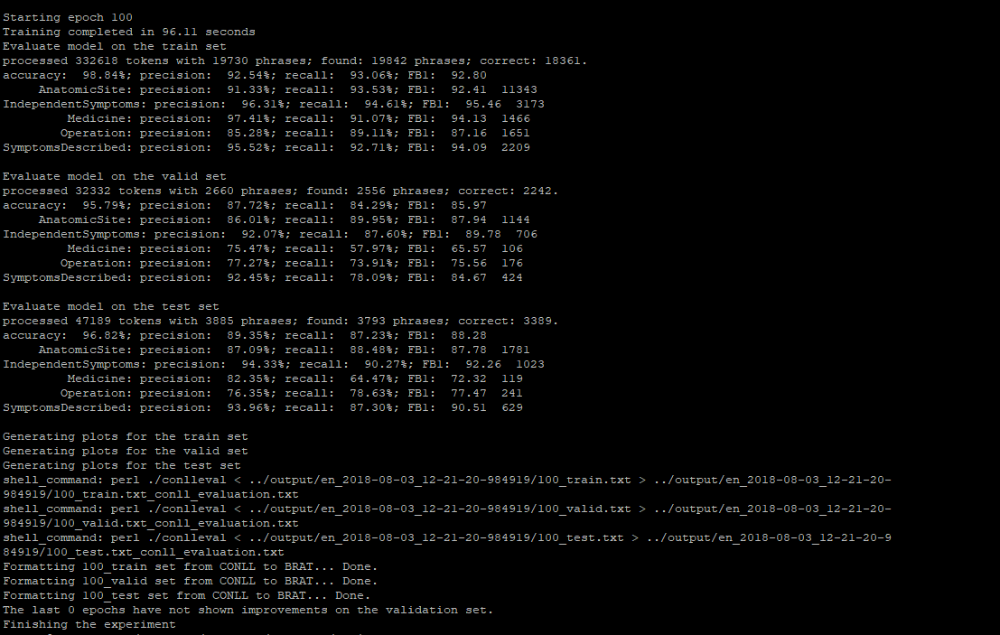 Starting epoch 100
Training completed in 96.11 seconds
Evaluate model on the train set
processed 332618 tokens with 19730 phrases; found: 19842 phrases; correct: 18361.
accuracy:  98.84%; precision:  92.54%; recall:  93.06%; FB1:  92.80
     AnatomicSite: precision:  91.33%; recall:  93.53%; FB1:  92.41  11343
IndependentSymptoms: precision:  96.31%; recall:  94.61%; FB1:  95.46  3173
         Medicine: precision:  97.41%; recall:  91.07%; FB1:  94.13  1466
        Operation: precision:  85.28%; recall:  89.11%; FB1:  87.16  1651
SymptomsDescribed: precision:  95.52%; recall:  92.71%; FB1:  94.09  2209
Evaluate model on the valid set
processed 32332 tokens with 2660 phrases; found: 2556 phrases; correct: 2242.
accuracy:  95.79%; precision:  87.72%; recall:  84.29%; FB1:  85.97
     AnatomicSite: precision:  86.01%; recall:  89.95%; FB1:  87.94  1144
IndependentSymptoms: precision:  92.07%; recall:  87.60%; FB1:  89.78  706
         Medicine: precision:  75.47%; recall:  57.97%; FB1:  65.57  106
        Operation: precision:  77.27%; recall:  73.91%; FB1:  75.56  176
SymptomsDescribed: precision:  92.45%; recall:  78.09%; FB1:  84.67  424
Evaluate model on the test set
processed 47189 tokens with 3885 phrases; found: 3793 phrases; correct: 3389.
accuracy:  96.82%; precision:  89.35%; recall:  87.23%; FB1:  88.28
     AnatomicSite: precision:  87.09%; recall:  88.48%; FB1:  87.78  1781
IndependentSymptoms: precision:  94.33%; recall:  90.27%; FB1:  92.26  1023
         Medicine: precision:  82.35%; recall:  64.47%; FB1:  72.32  119
        Operation: precision:  76.35%; recall:  78.63%; FB1:  77.47  241
SymptomsDescribed: precision:  93.96%; recall:  87.30%; FB1:  90.51  629
Generating plots for the train set
Generating plots for the valid set
Generating plots for the test set
shell_command: perl ./conlleval < ../output/en_2018-08-03_12-21-20-984919/100_train.txt > ../output/en_2018-08-03_12-21-20-
984919/100_train.txt_conll_evaluation.txt
shell_command: perl ./conlleval < ../output/en_2018-08-03_12-21-20-984919/100_valid.txt > ../output/en_2018-08-03_12-21-20-
984919/100_valid.txt_conll_evaluation.txt
shell_command: perl ./conlleval < ../output/en_2018-08-03_12-21-20-984919/100_test.txt > ../output/en_2018-08-03_12-21-20-9
84919/100_test.txt_conll_evaluation.txt
Formatting 100_train set from CONLL to BRAT... Done.
Formatting 100_valid set from CONLL to BRAT... Done.
Formatting 100_test set from CONLL to BRAT... Done.
The last 0 epochs have not shown improvements on the validation set.
Finishing the experiment